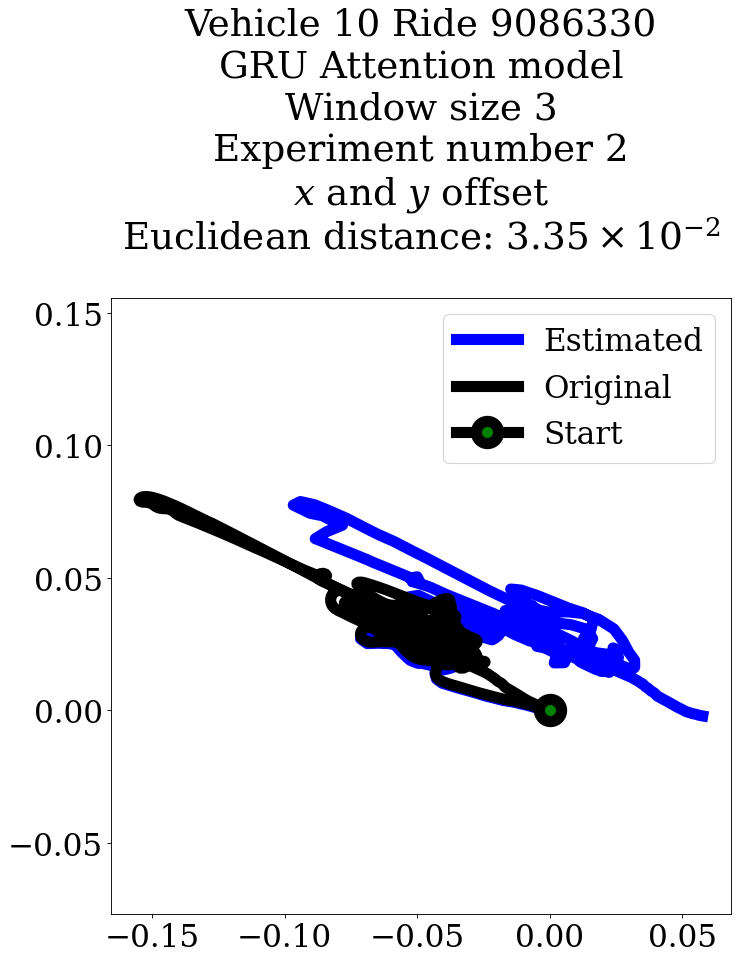 Vehicle 10 Ride 9086330
GRU Attention model
Window size 3
Experiment number 2
x and y offset
Euclidean distance: 3.35 × 10⁻²
Estimated
Original
Start
0.15
0.10
0.05
0.00
−0.05
−0.15
−0.10
−0.05
0.00
0.05